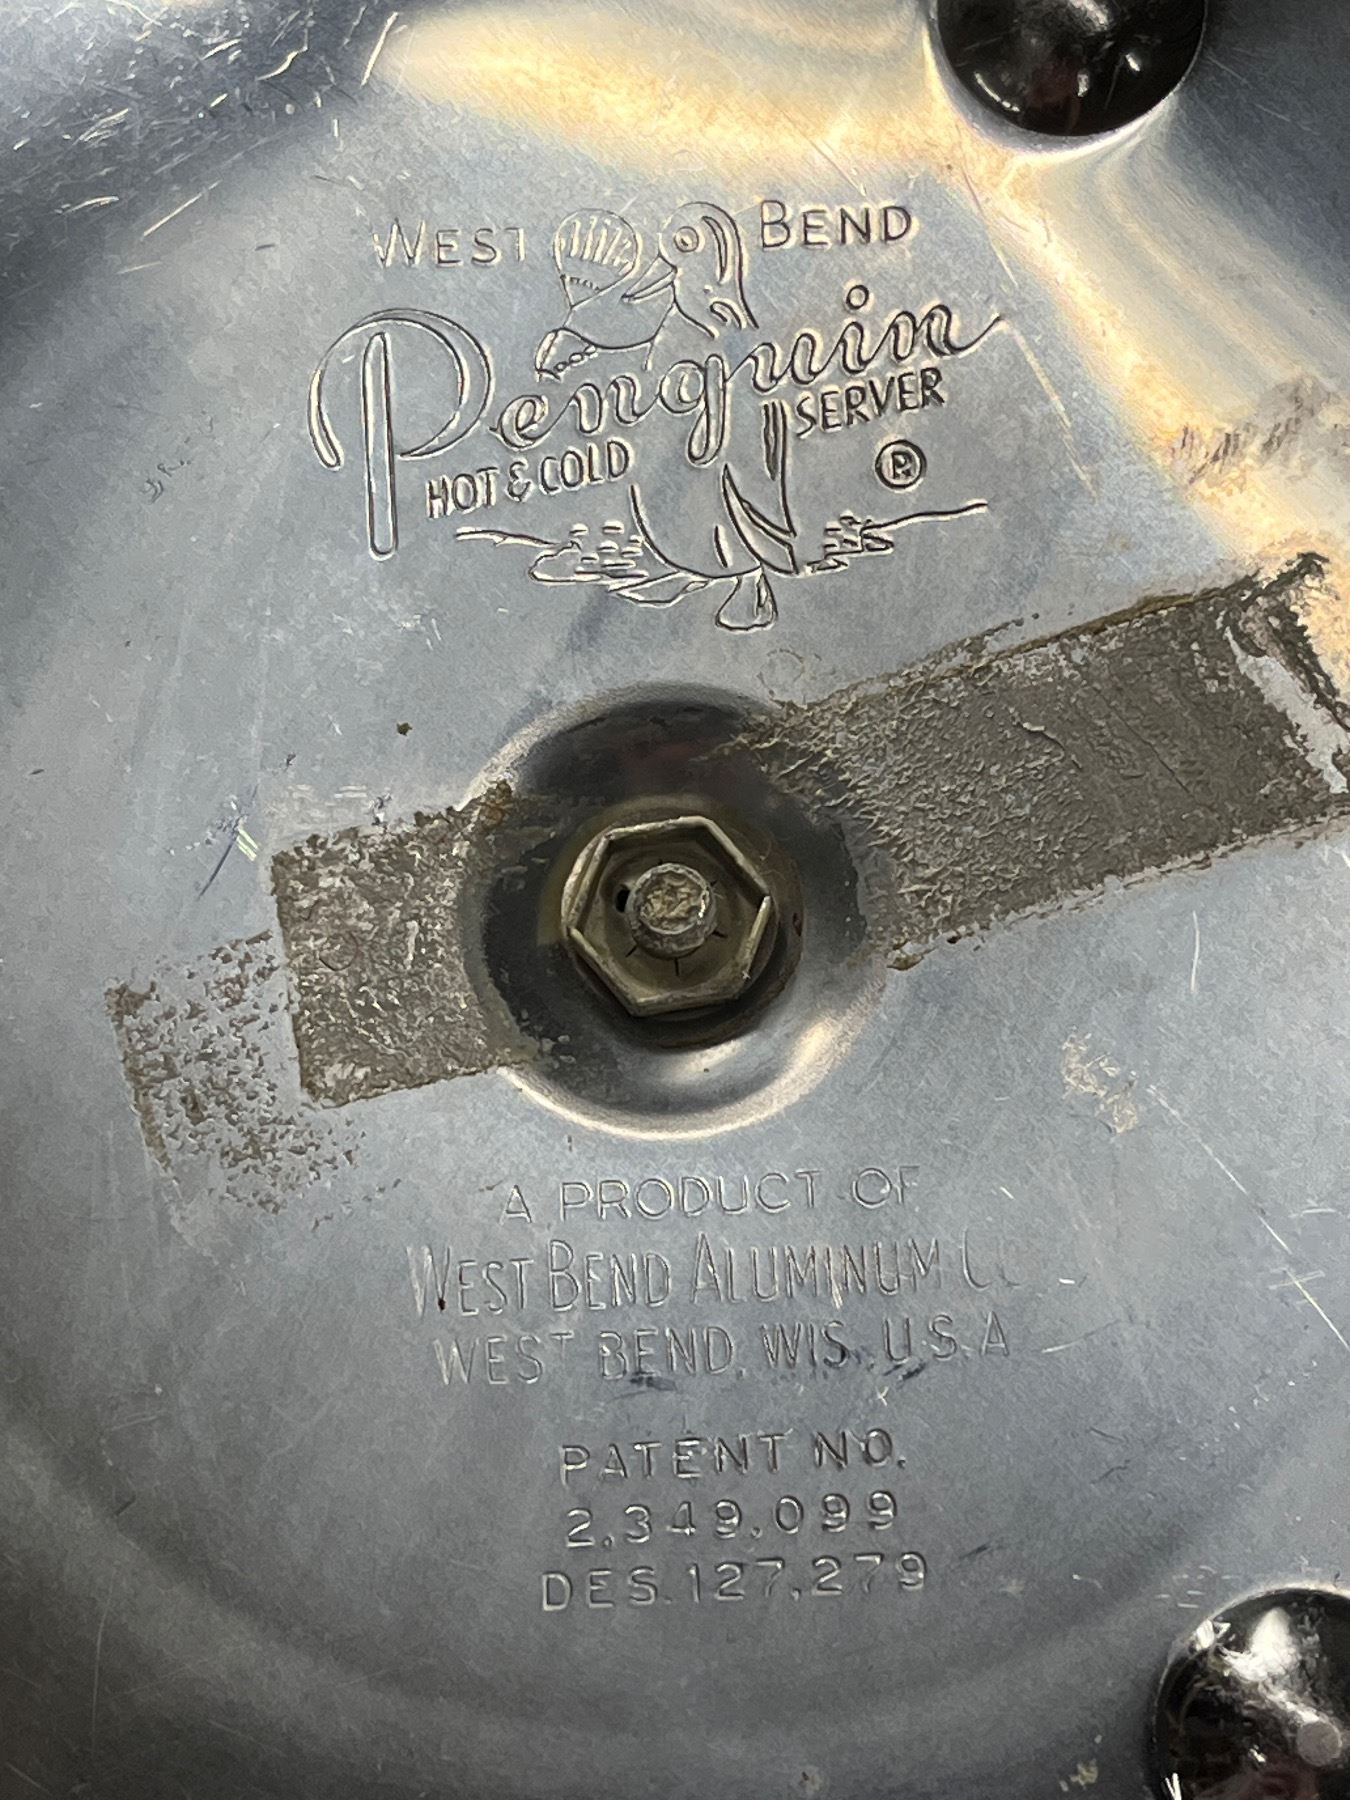 WEST BEND
Penguin
HOT & COLD SERVER
®
A PRODUCT OF
WEST BEND ALUMINUM CO
WEST BEND, WIS. U.S.A
PATENT NO.
2,349,099
DES. 127,279